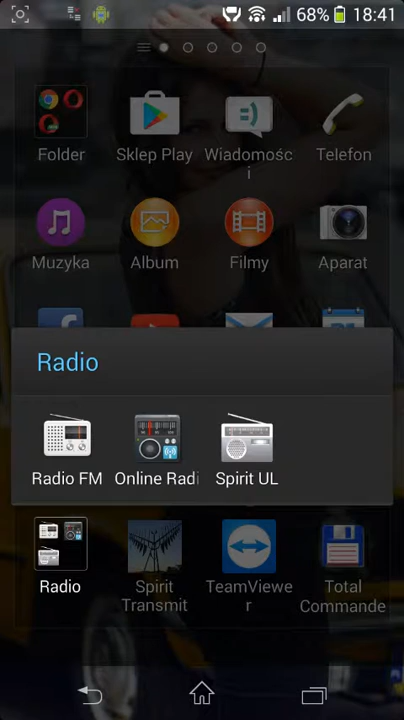 68% 18:41
Folder Sklep Play Wiadomośc Telefon
i
Muzyka Album Filmy Aparat
Radio
Radio FM Online Radi Spirit UL
Radio Spirit TeamViewe Total
Transmit r Commande